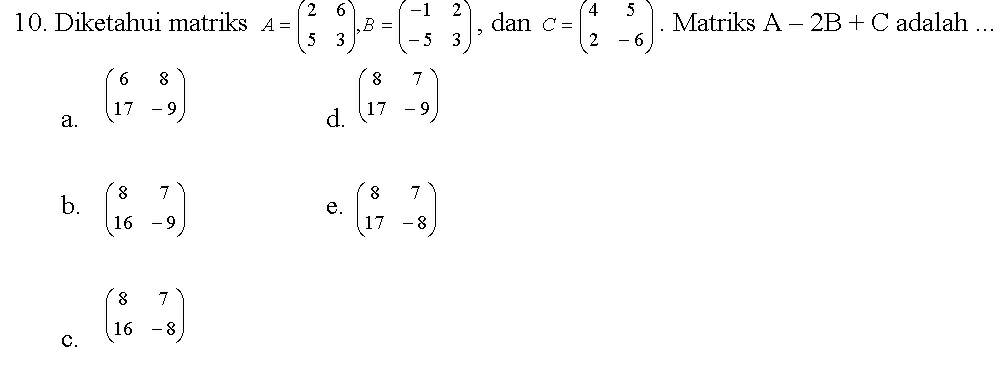 10. Diketahui matriks A = (2 6 5 3), B = (−1 2 −5 3), dan C = (4 5 2 −6). Matriks A – 2B + C adalah ...
a. (6 8 17 −9) d. (8 7 17 −9)
b. (8 7 16 −9) e. (8 7 17 −8)
c. (8 7 16 −8)